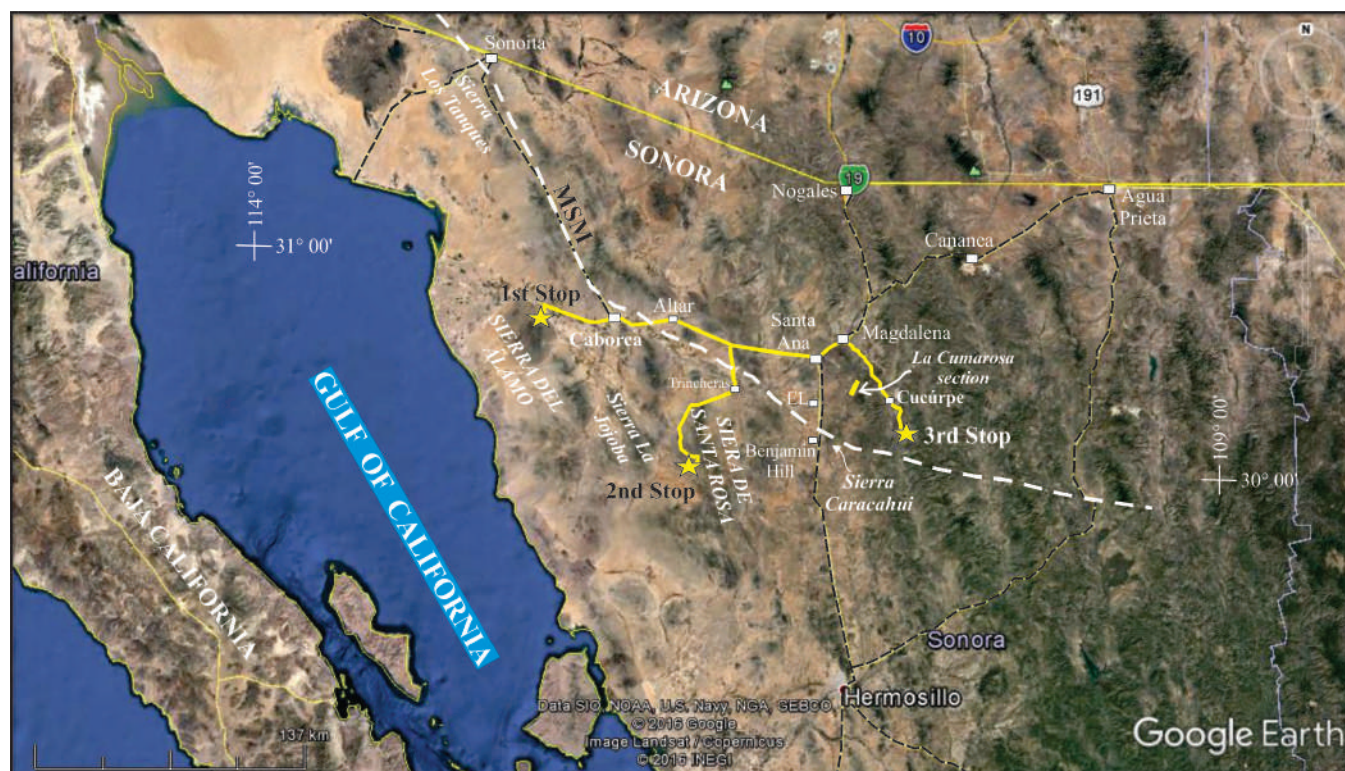 10
N
Sonoita
Sierra
Los Tanques
ARIZONA
191
SONORA
19
Nogales
Agua
Prieta
114° 00'
31° 00'
MSM
Cananea
alifornia
1st Stop
Altar
Caborca
Santa
Ana
Magdalena
La Cumarosa
section
SIERRA DEL
ÁLAMO
Trincheras
EL
Cucúrpe
GULF OF CALIFORNIA
Sierra La
Jojoba
SIERA DE
SANTA ROSA
3rd Stop
Benjamin
Hill
109° 00'
30° 00'
2nd Stop
Sierra
Caracahui
BAJA CALIFORNIA
Sonora
Hermosillo
Data SIO, NOAA, U.S. Navy, NGA, GEBCO
© 2016 Google
Image Landsat / Copernicus
© 2016 INEGI
137 km
Google Earth